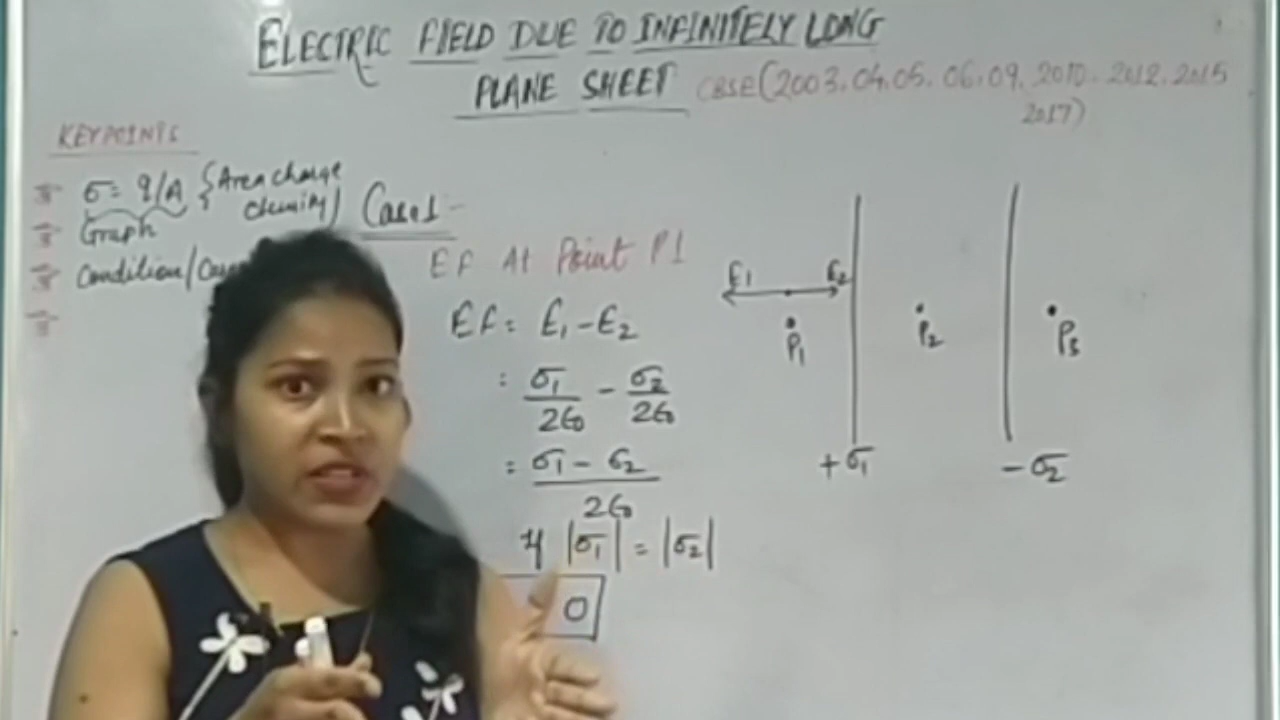 ELECTRIC FIELD DUE TO INFINITELY LONG
PLANE SHEET CBSE (2003, 04, 05, 06, 09, 2010, 2012, 2015
2017)
KEYPOINTS
σ = q/A {Area charge
density}
Graph
Condition/
Case 1 -
EF At Point P1
EF = E1 - E2
= σ1/2ε0 - σ2/2ε0
= σ1 - σ2/2ε0
If |σ1| = |σ2|
0
E1 E2
P1
P2
P3
+σ1
-σ2